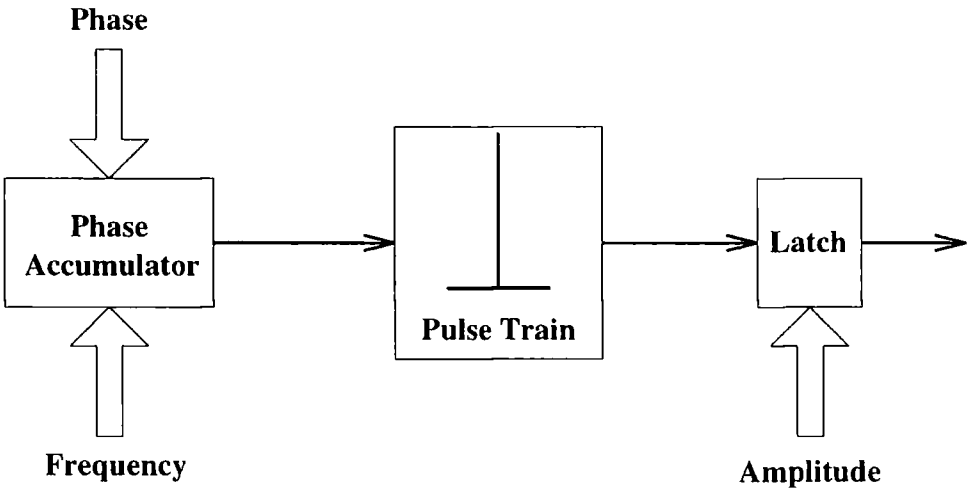 Phase
Phase
Accumulator
Frequency
Pulse Train
Latch
Amplitude